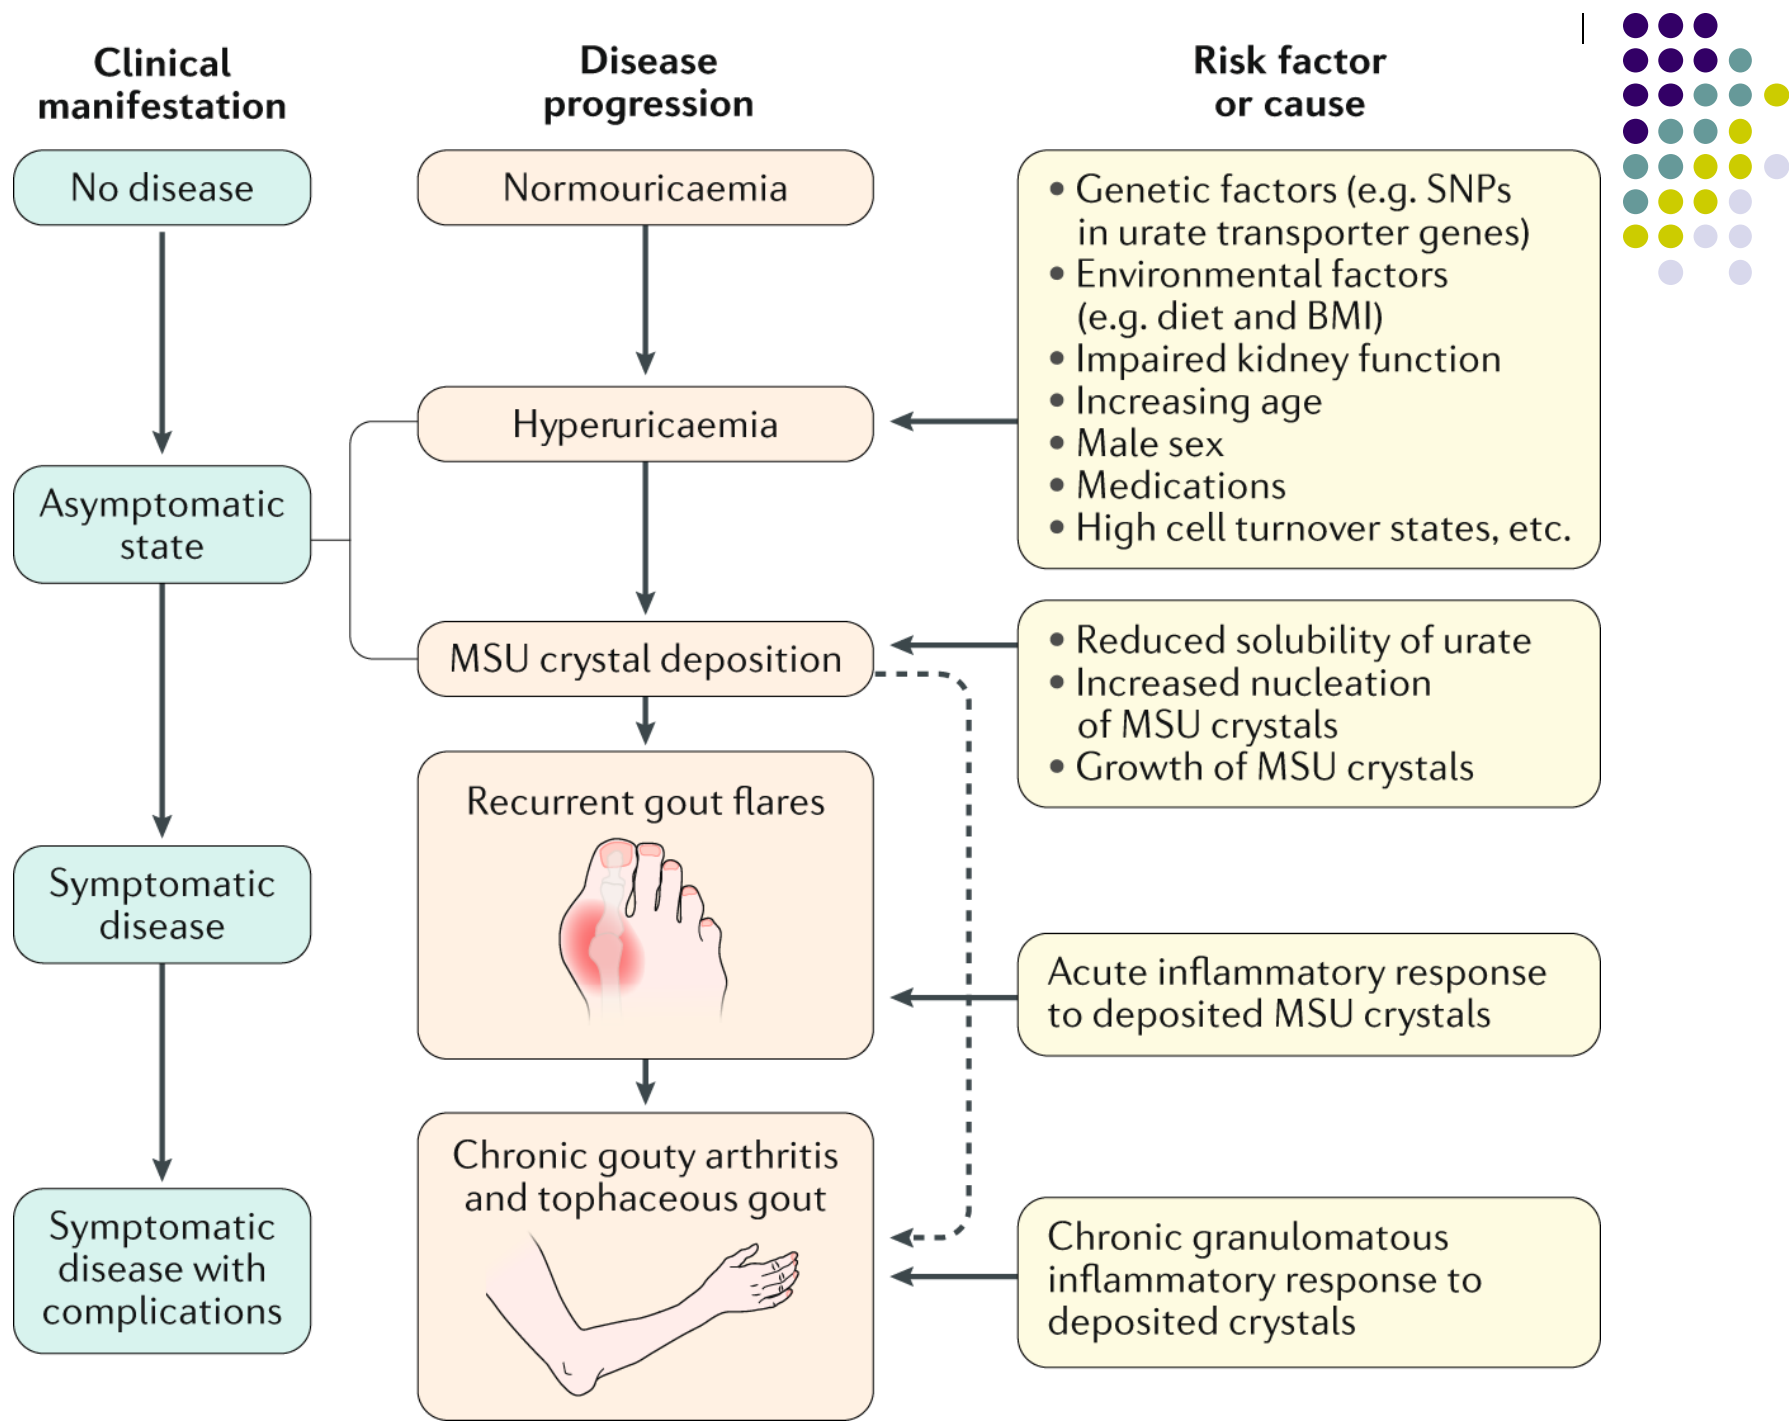 Clinical
manifestation
Disease
progression
Risk factor
or cause
No disease
Normouricaemia
• Genetic factors (e.g. SNPs
in urate transporter genes)
• Environmental factors
(e.g. diet and BMI)
• Impaired kidney function
• Increasing age
• Male sex
• Medications
• High cell turnover states, etc.
Hyperuricaemia
Asymptomatic
state
MSU crystal deposition
• Reduced solubility of urate
• Increased nucleation
of MSU crystals
• Growth of MSU crystals
Recurrent gout flares
Symptomatic
disease
Acute inflammatory response
to deposited MSU crystals
Chronic gouty arthritis
and tophaceous gout
Symptomatic
disease with
complications
Chronic granulomatous
inflammatory response to
deposited crystals